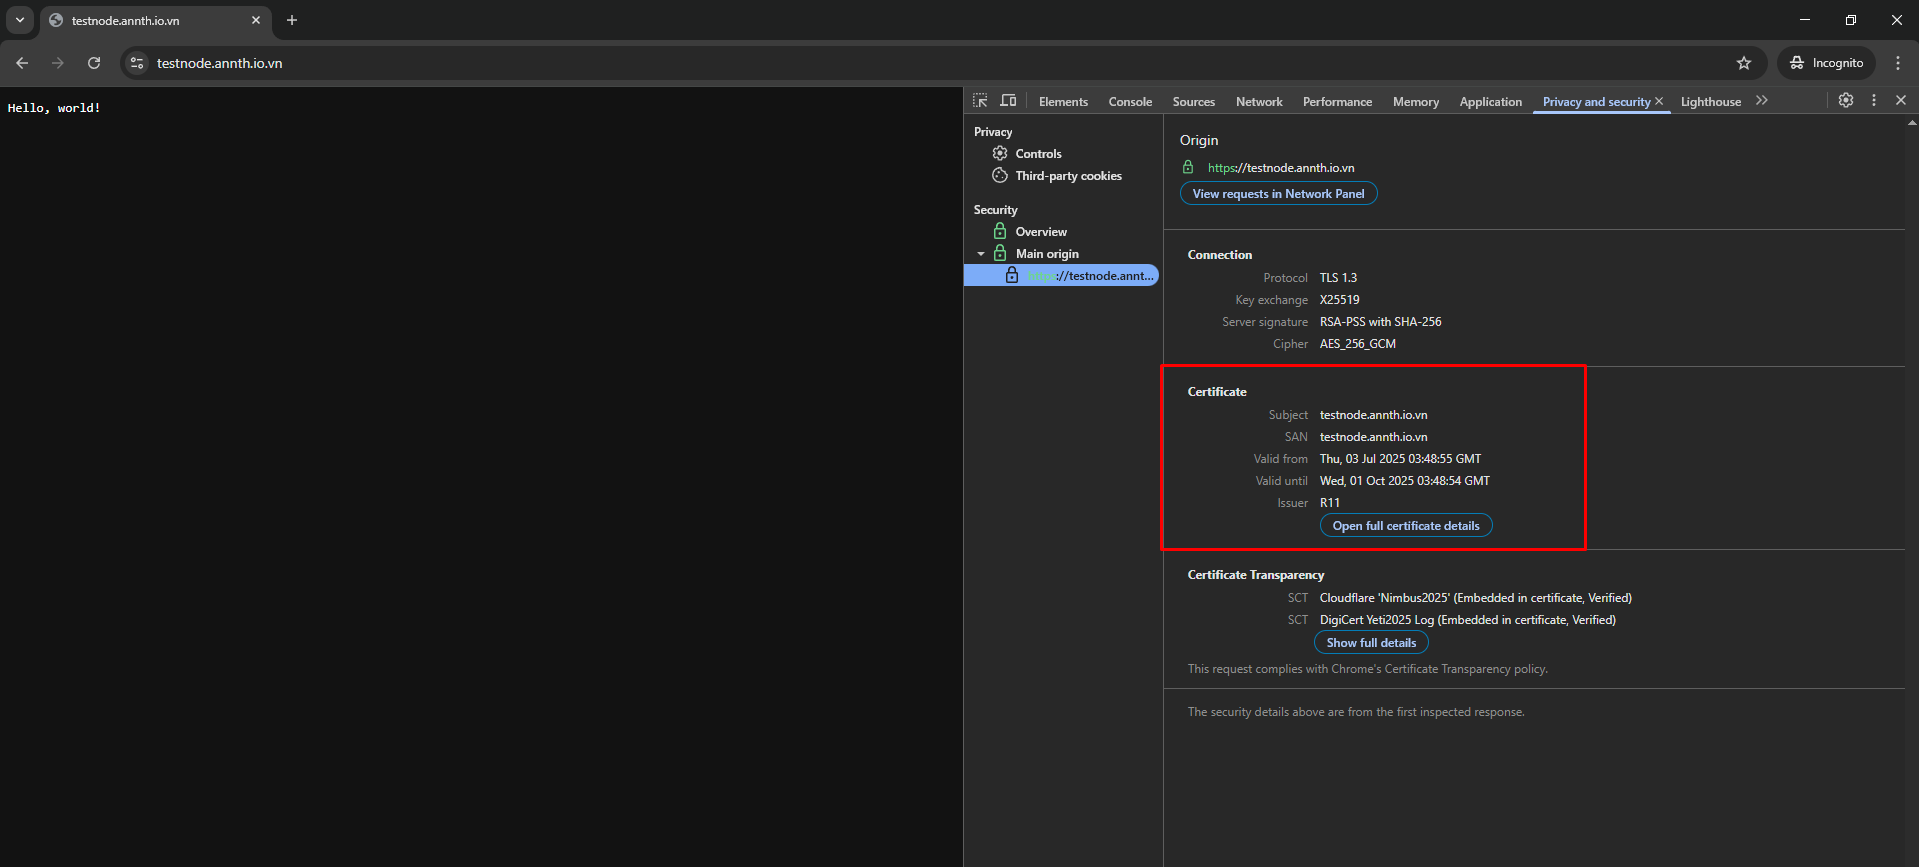 testnode.annth.io.vn
testnode.annth.io.vn
Incognito
Hello, world!
Elements Console Sources Network Performance Memory Application Privacy and security Lighthouse
Privacy
Controls
Third-party cookies
Security
Overview
Main origin
https://testnode.annt...
Origin
https://testnode.annth.io.vn
View requests in Network Panel
Connection
Protocol TLS 1.3
Key exchange X25519
Server signature RSA-PSS with SHA-256
Cipher AES_256_GCM
Certificate
Subject testnode.annth.io.vn
SAN testnode.annth.io.vn
Valid from Thu, 03 Jul 2025 03:48:55 GMT
Valid until Wed, 01 Oct 2025 03:48:54 GMT
Issuer R11
Open full certificate details
Certificate Transparency
SCT Cloudflare 'Nimbus2025' (Embedded in certificate, Verified)
SCT DigiCert Yeti2025 Log (Embedded in certificate, Verified)
Show full details
This request complies with Chrome's Certificate Transparency policy.
The security details above are from the first inspected response.